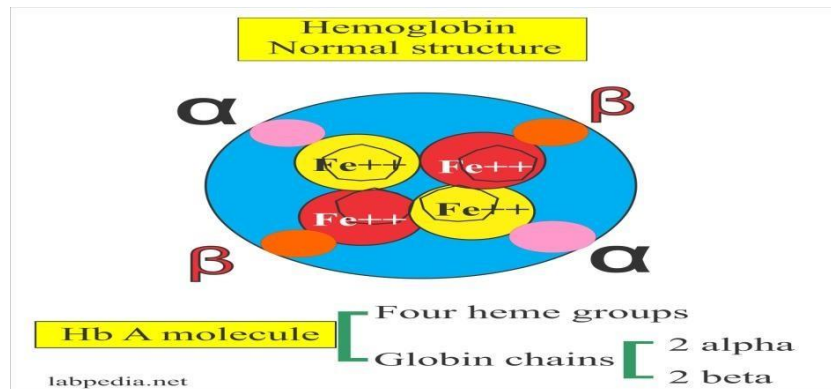 Hemoglobin
Normal structure
α
β
Fe++
Fe++
Fe++
Fe++
β
α
Hb A molecule
Four heme groups
Globin chains
2 alpha
2 beta
labpedia.net